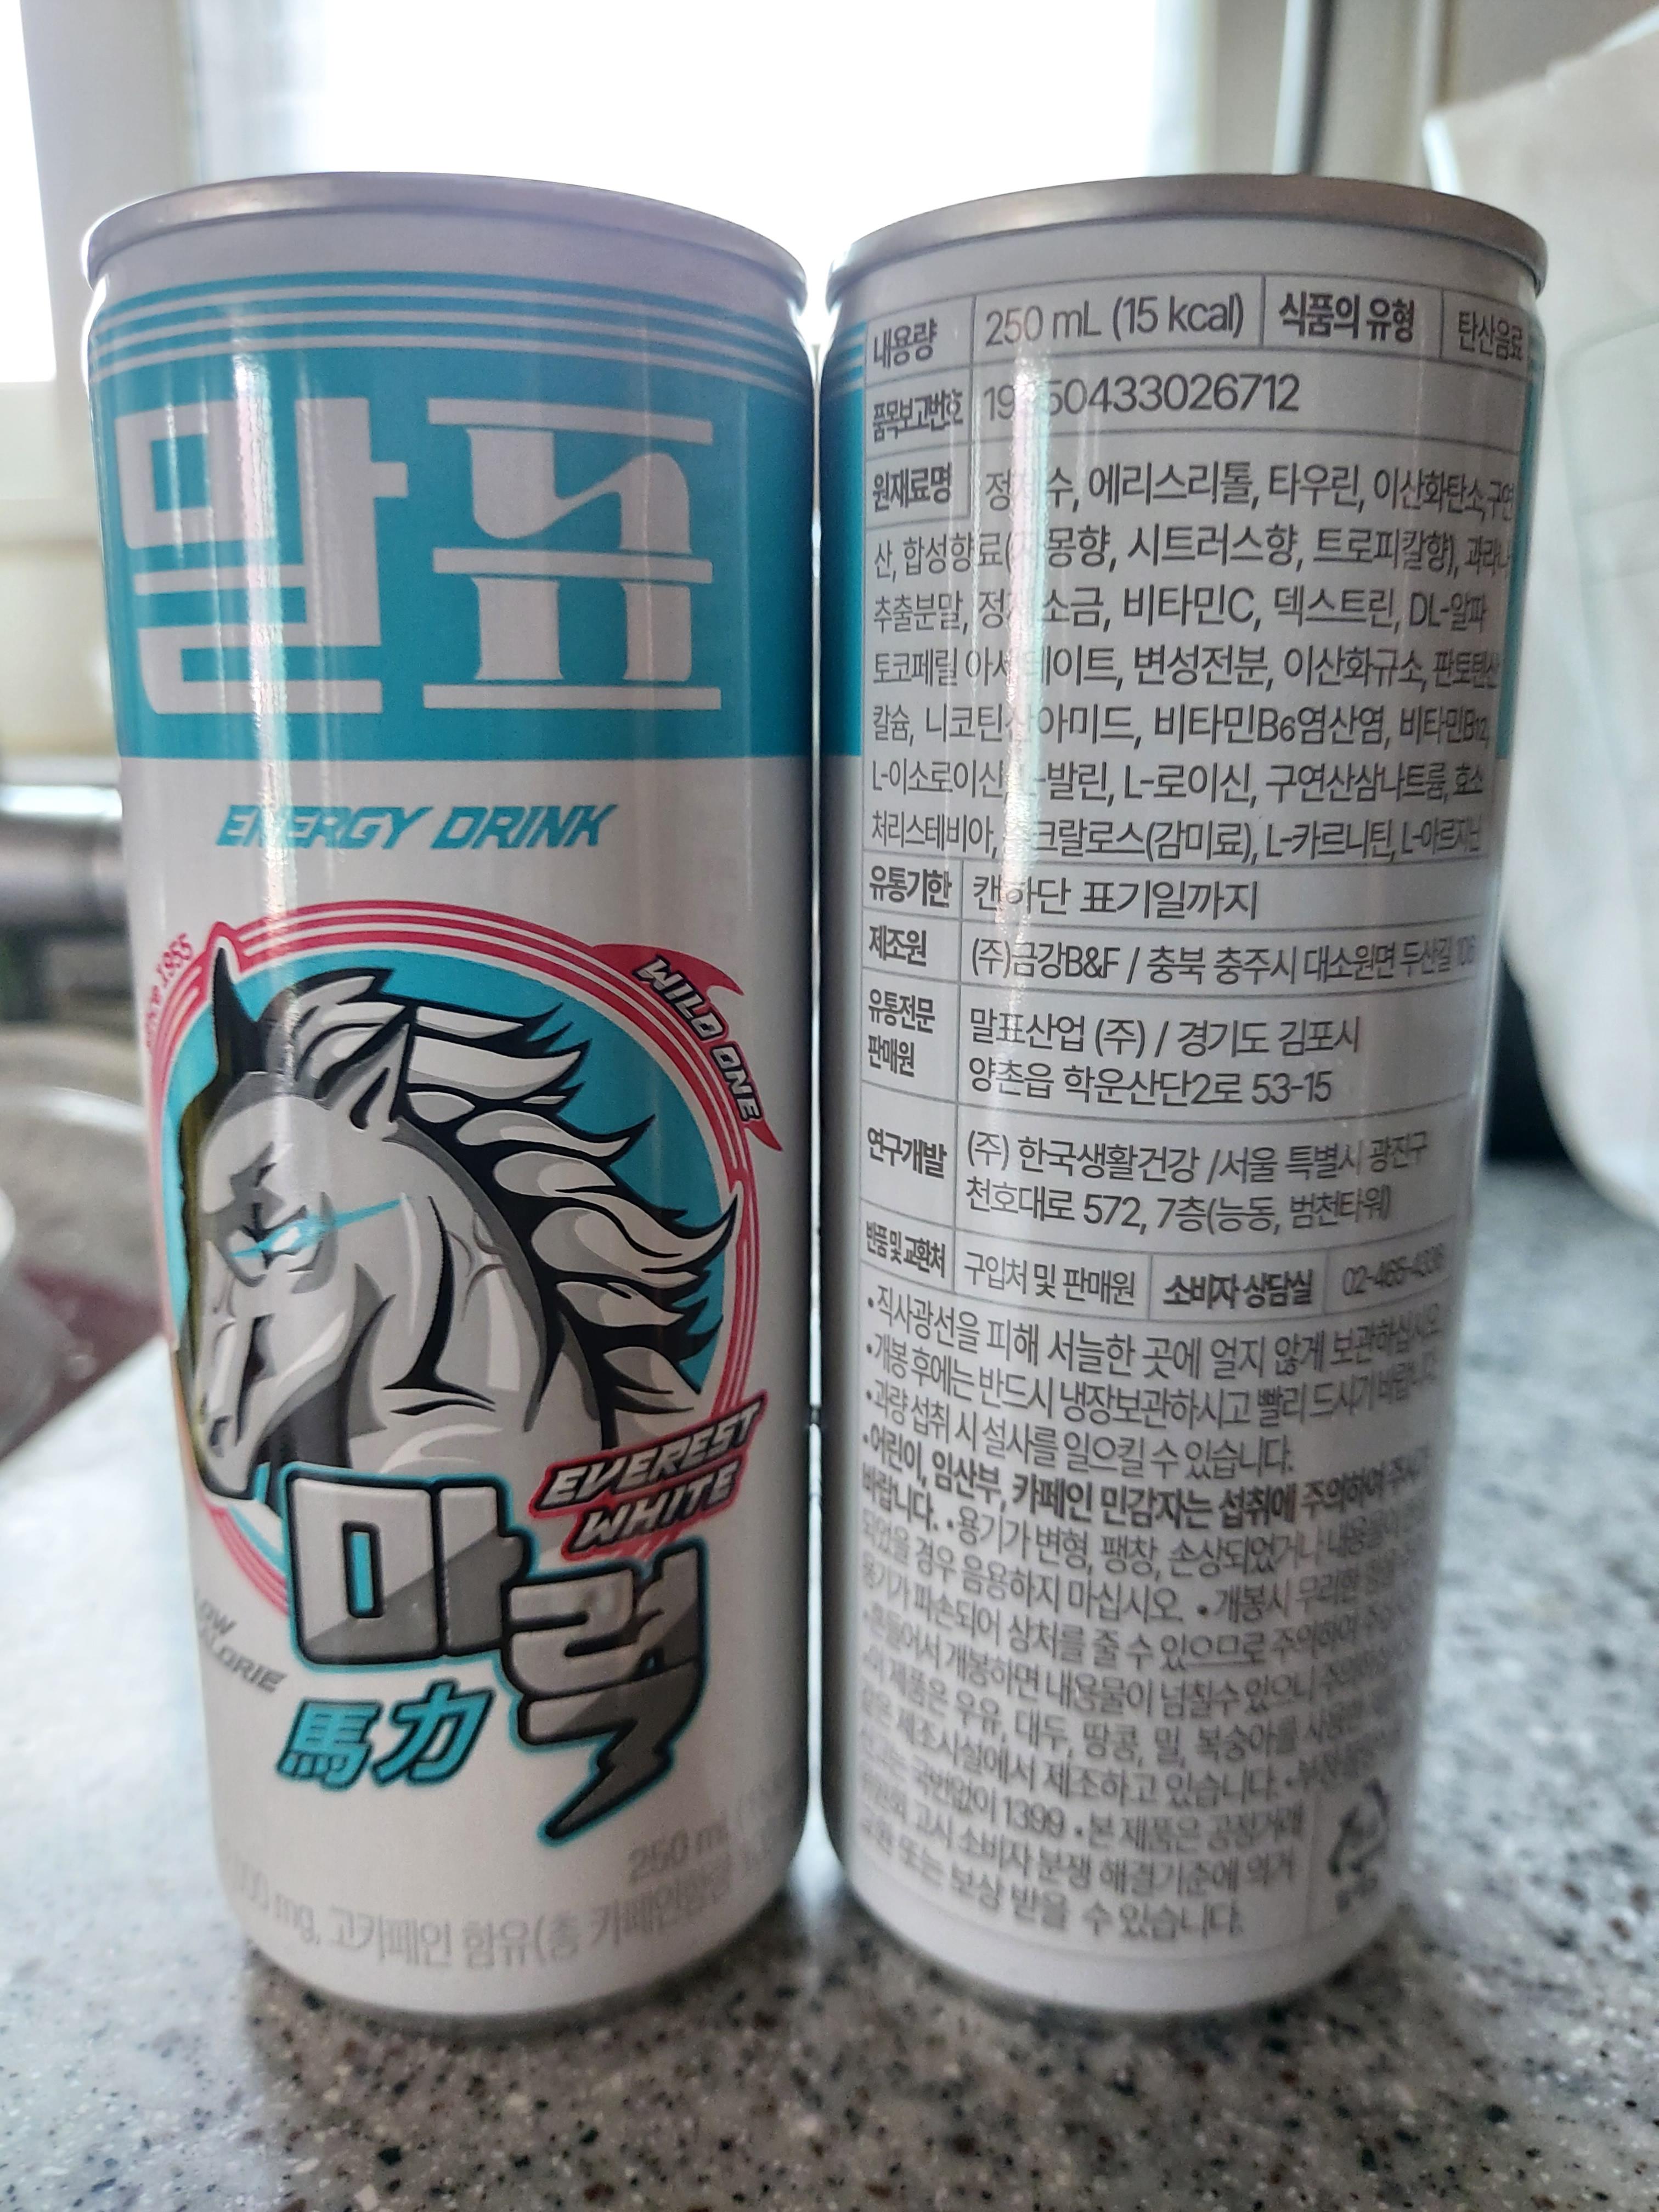 말표
ENERGY DRINK
since 1955
WILD ONE
EVEREST
WHITE
마력
馬力
LOW
CALORIE
250 mL
mg, 고카페인 함유(총 카페인함량
내용량 250 mL (15 kcal) 식품의 유형 탄산음료
품목보고번호
원재료명 정제수, 에리스리톨, 타우린, 이산화탄소, 구연
산, 합성향료(자몽향, 시트러스향, 트로피칼향), 과라나
추출분말, 정제소금, 비타민C, 덱스트린, DL-알파
토코페릴 아세테이트, 변성전분, 이산화규소, 판토텐산
칼슘, 니코틴산아미드, 비타민B6염산염, 비타민B12,
L-이소로이신, L-발린, L-로이신, 구연산삼나트륨, 효소
처리스테비아, 수크랄로스(감미료), L-카르니틴, L-아르지닌
유통기한 캔하단 표기일까지
제조원 (주)금강B&F / 충북 충주시 대소원면 두산길 106
유통전문
판매원
말표산업 (주) / 경기도 김포시
양촌읍 학운산단2로 53-15
연구개발 (주) 한국생활건강 /서울 특별시 광진구
천호대로 572, 7층(능동, 범천타워)
반품 및 교환처 구입처 및 판매원 소비자 상담실
•직사광선을 피해 서늘한 곳에 얼지 않게 보관하십시오.
•개봉 후에는 반드시 냉장보관하시고 빨리 드시기 바랍니다.
•과량 섭취 시 설사를 일으킬 수 있습니다.
•어린이, 임산부, 카페인 민감자는 섭취에 주의하여 주시기
바랍니다. •용기가 변형, 팽창, 손상되었거나 내용물이
되었을 경우 음용하지 마십시오 •개봉시 무리한
용기가 파손되어 상처를 줄 수 있으므로 주의하여
•흔들어서 개봉하면 내용물이 넘칠수 있으니
•이 제품은 우유, 대두, 땅콩, 밀, 복숭아를 사용한
같은 제조시설에서 제조하고 있습니다. •부정·불량식품
신고는 국번없이 1399 •본 제품은 공정거래
위원회 고시 소비자 분쟁 해결기준에 의거
교환 또는 보상 받을 수 있습니다.